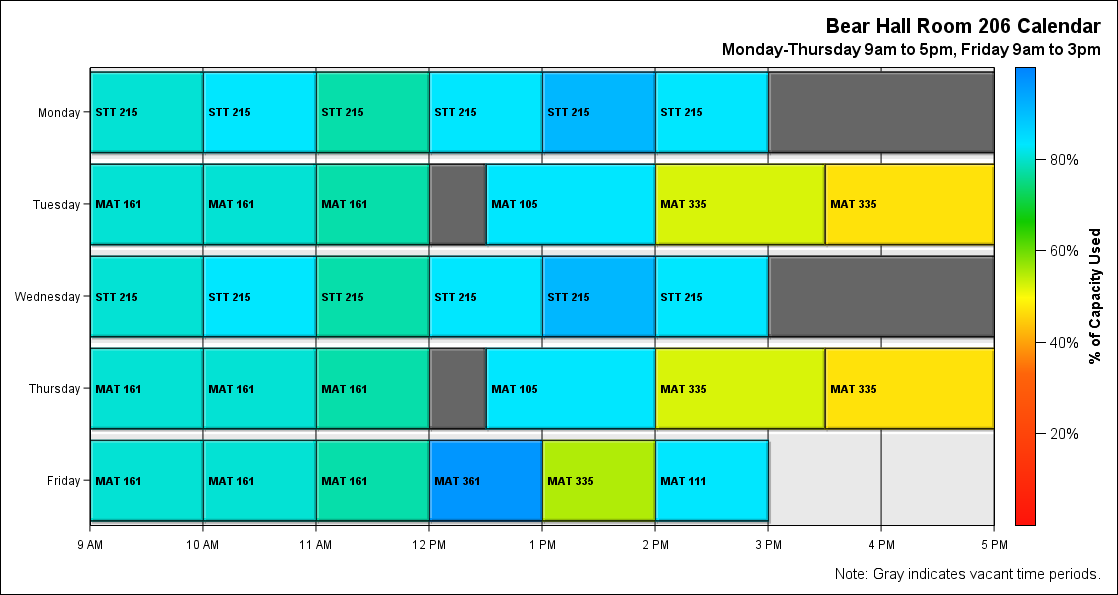 Bear Hall Room 206 Calendar
Monday-Thursday 9am to 5pm, Friday 9am to 3pm
Monday STT 215 STT 215 STT 215 STT 215 STT 215 STT 215
Tuesday MAT 161 MAT 161 MAT 161 MAT 105 MAT 335 MAT 335
Wednesday STT 215 STT 215 STT 215 STT 215 STT 215 STT 215
Thursday MAT 161 MAT 161 MAT 161 MAT 105 MAT 335 MAT 335
Friday MAT 161 MAT 161 MAT 161 MAT 361 MAT 335 MAT 111
9 AM 10 AM 11 AM 12 PM 1 PM 2 PM 3 PM 4 PM 5 PM
80%
60%
40%
20%
% of Capacity Used
Note: Gray indicates vacant time periods.